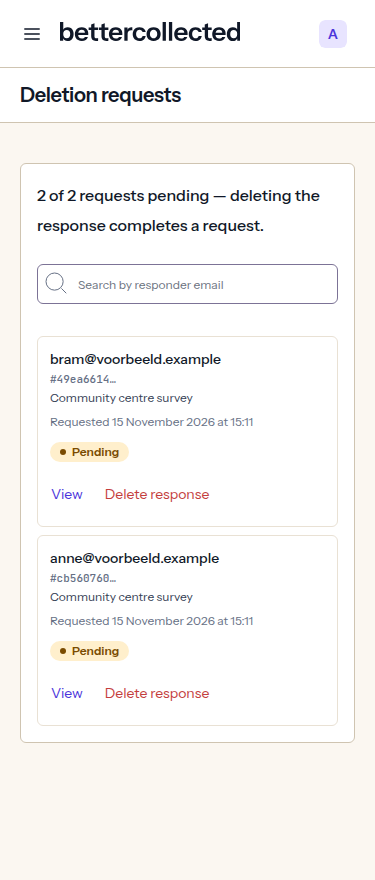 bettercollected
A
Deletion requests
2 of 2 requests pending — deleting the
response completes a request.
Search by responder email
bram@voorbeeld.example
#49ea6614…
Community centre survey
Requested 15 November 2026 at 15:11
Pending
View Delete response
anne@voorbeeld.example
#cb560760…
Community centre survey
Requested 15 November 2026 at 15:11
Pending
View Delete response